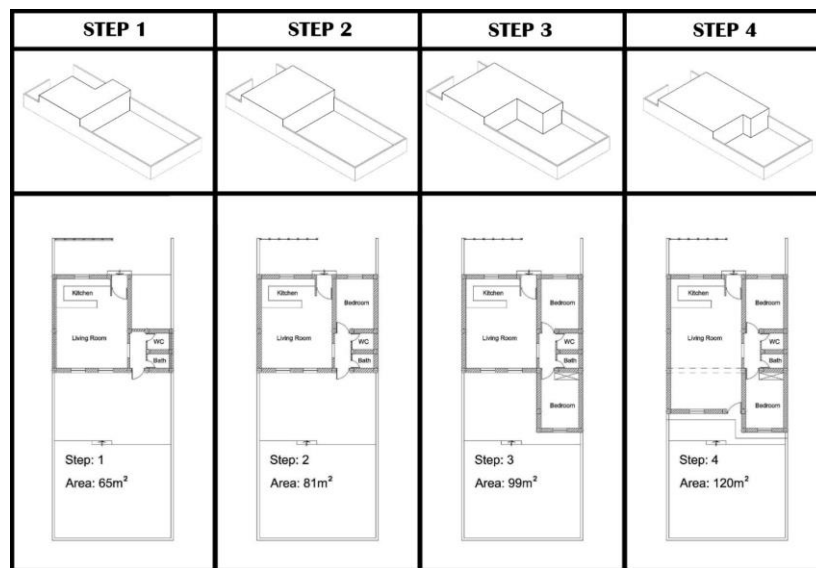 STEP 1
STEP 2
STEP 3
STEP 4
Kitchen
Living Room
WC
Bath
Step: 1
Area: 65m²
Kitchen
Bedroom
Living Room
WC
Bath
Step: 2
Area: 81m²
Kitchen
Bedroom
Living Room
WC
Bath
Bedroom
Step: 3
Area: 99m²
Kitchen
Bedroom
Living Room
WC
Bath
Bedroom
Step: 4
Area: 120m²